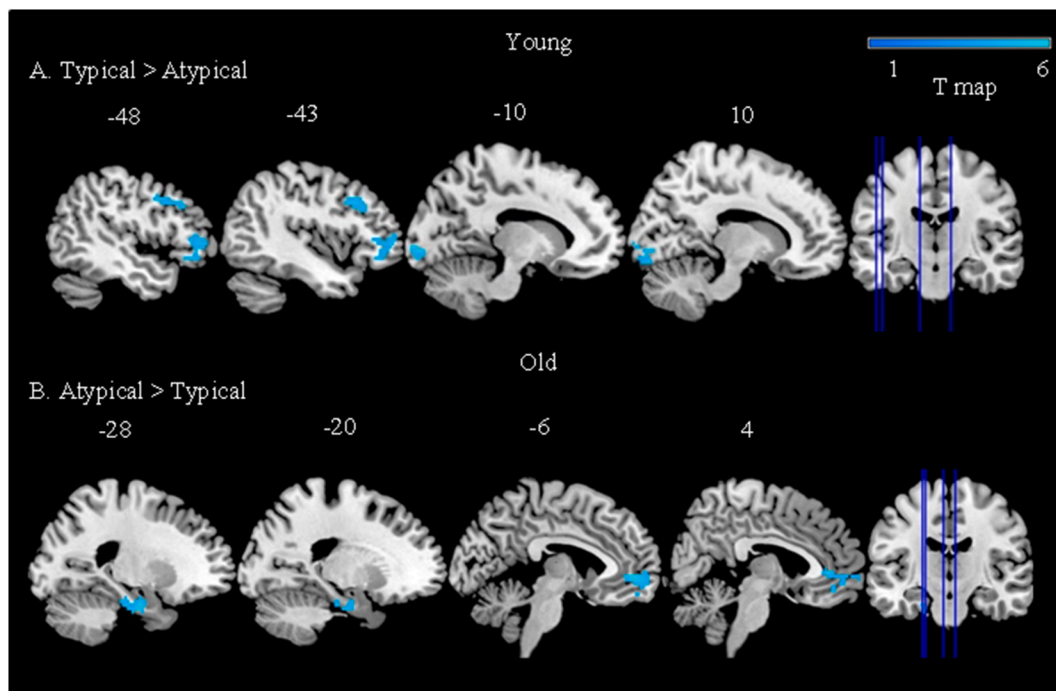 Young
A. Typical > Atypical
1 6
T map
-48 -43 -10 10
Old
B. Atypical > Typical
-28 -20 -6 4